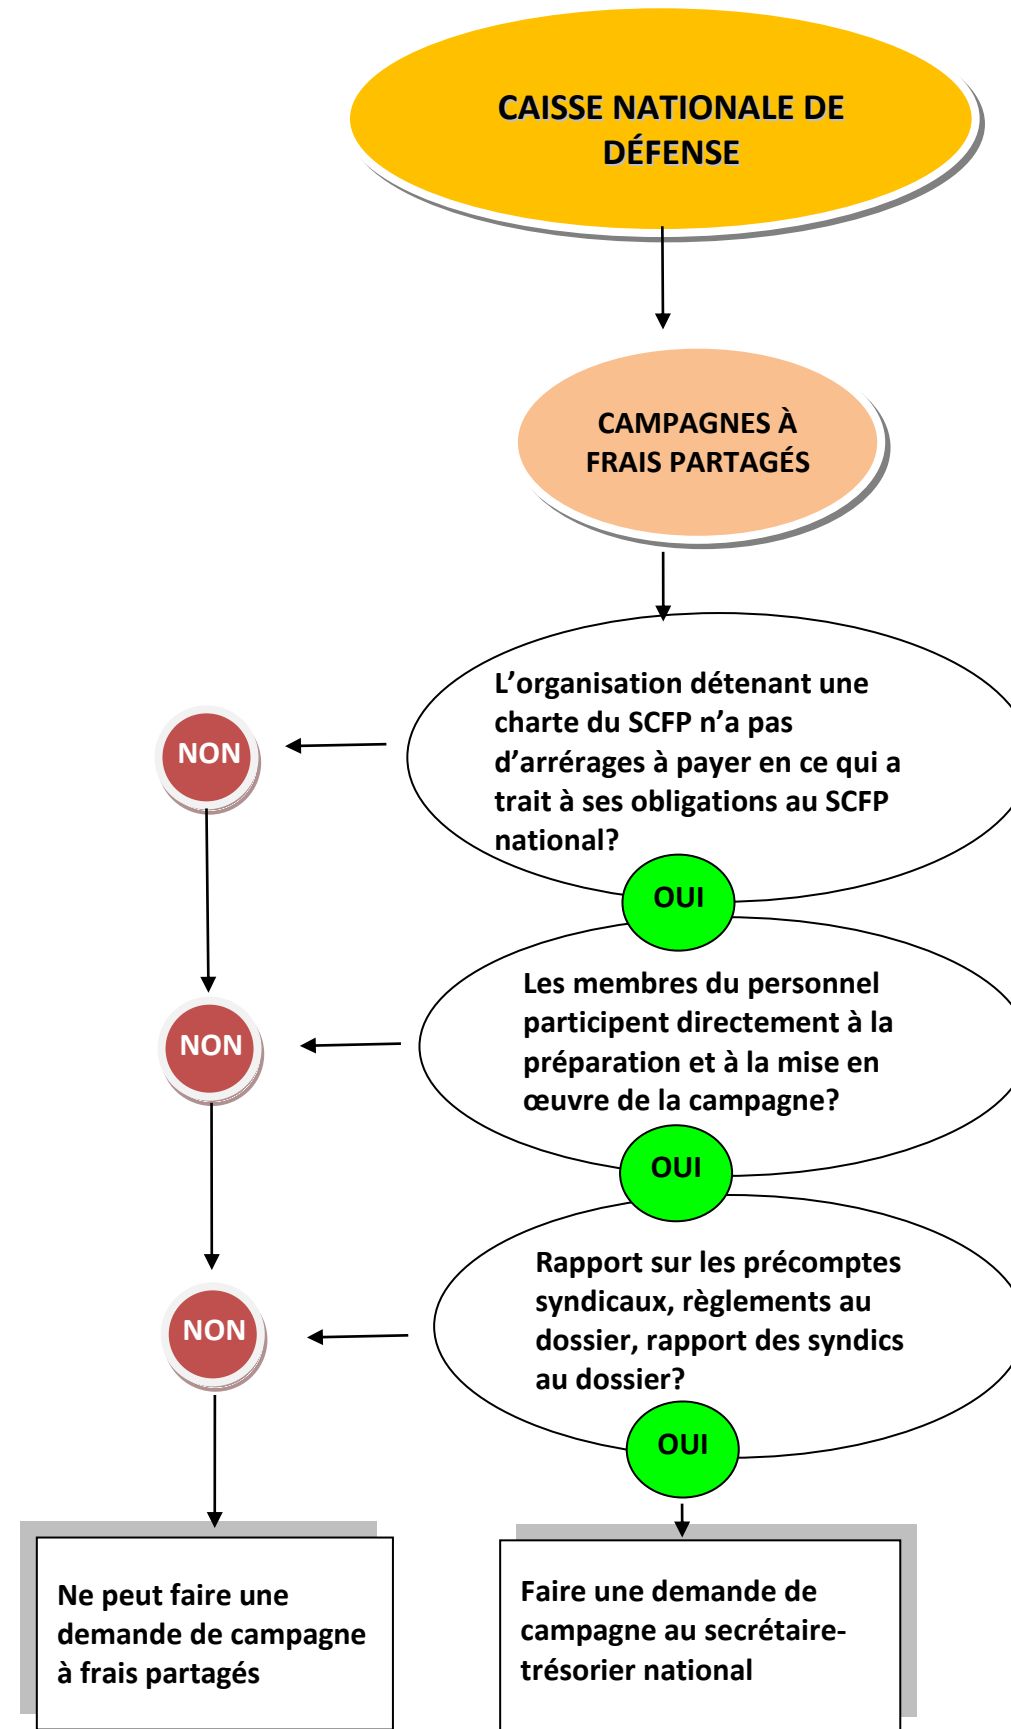 CAISSE NATIONALE DE
DÉFENSE
CAMPAGNES À
FRAIS PARTAGÉS
L’organisation détenant une
charte du SCFP n’a pas
d’arrérages à payer en ce qui a
trait à ses obligations au SCFP
national?
NON
OUI
Les membres du personnel
participent directement à la
préparation et à la mise en
œuvre de la campagne?
NON
OUI
Rapport sur les précomptes
syndicaux, règlements au
dossier, rapport des syndics
au dossier?
NON
OUI
Ne peut faire une
demande de campagne
à frais partagés
Faire une demande de
campagne au secrétaire-
trésorier national